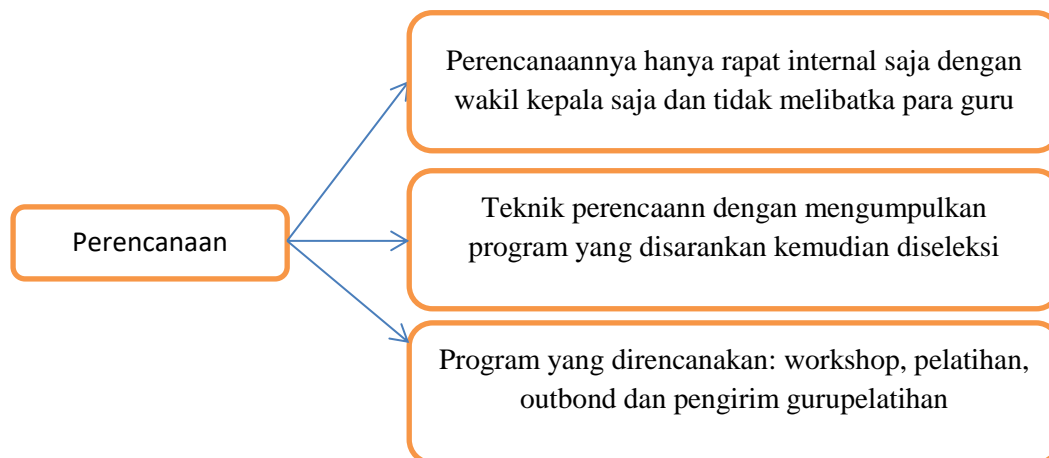 Perencanaannya hanya rapat internal saja dengan
wakil kepala saja dan tidak melibatka para guru
Perencanaan
Teknik perencaann dengan mengumpulkan
program yang disarankan kemudian diseleksi
Program yang direncanakan: workshop, pelatihan,
outbond dan pengirim gurupelatihan